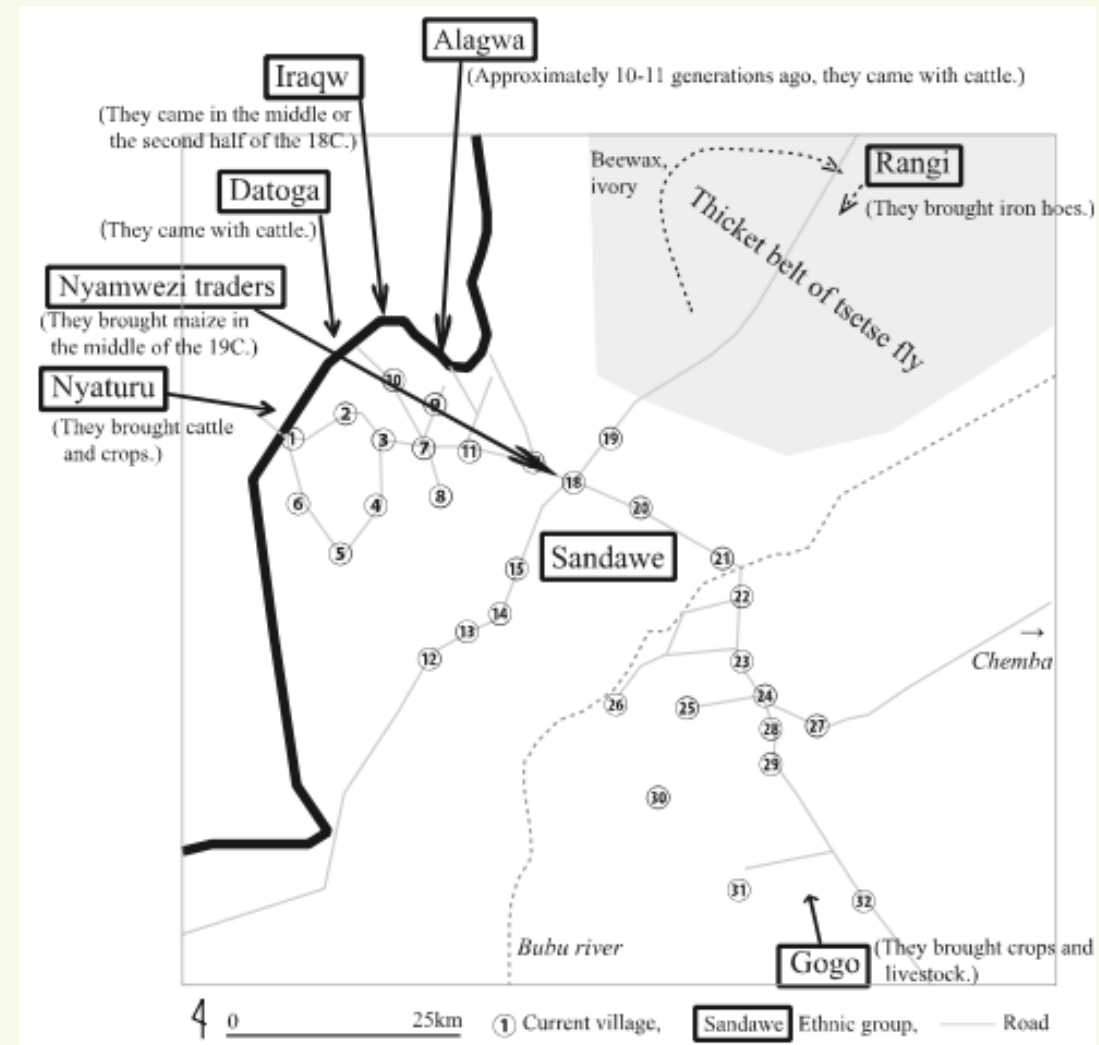 Alagwa
(Approximately 10-11 generations ago, they came with cattle.)
Iraqw
(They came in the middle or
the second half of the 18C.)
Datoga
(They came with cattle.)
Nyamwezi traders
(They brought maize in
the middle of the 19C.)
Nyaturu
(They brought cattle
and crops.)
Beewax,
ivory
Rangi
(They brought iron hoes.)
Thicket belt of tsetse fly
10
9
2
1
3
7
11
19
18
8
6
4
20
5
Sandawe
21
15
22
14
13
12
23
→
Chemba
24
26
25
28
27
29
30
31
32
Bubu river
Gogo
(They brought crops and
livestock.)
0
25km
1 Current village,
Sandawe Ethnic group,
Road